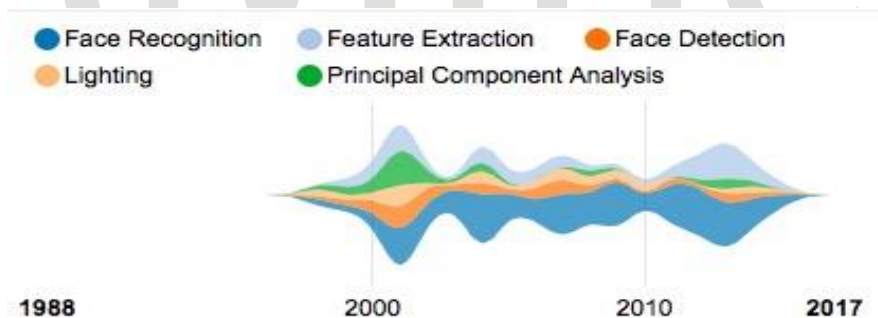 Face Recognition Feature Extraction Face Detection
Lighting Principal Component Analysis
1988 2000 2010 2017